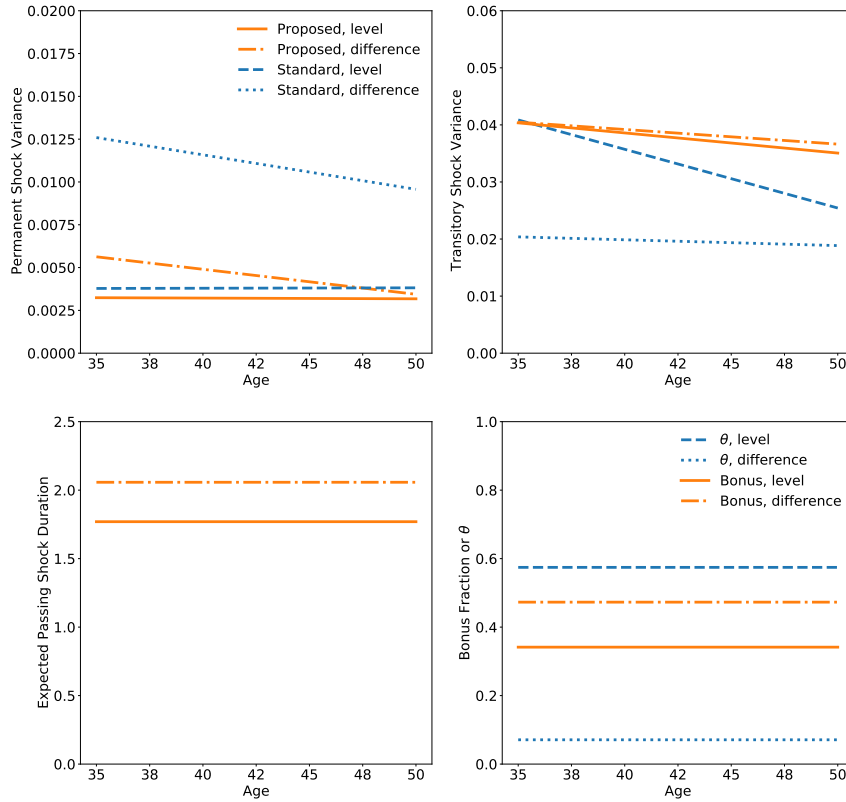 0.0200
0.0175
0.0150
0.0125
0.0100
0.0075
0.0050
0.0025
0.0000
Permanent Shock Variance
Proposed, level
Proposed, difference
Standard, level
Standard, difference
35 38 40 42 45 48 50
Age
0.06
0.05
0.04
0.03
0.02
0.01
0.00
Transitory Shock Variance
35 38 40 42 45 48 50
Age
2.5
2.0
1.5
1.0
0.5
0.0
Expected Passing Shock Duration
35 38 40 42 45 48 50
Age
1.0
0.8
0.6
0.4
0.2
0.0
Bonus Fraction or θ
θ, level
θ, difference
Bonus, level
Bonus, difference
35 38 40 42 45 48 50
Age